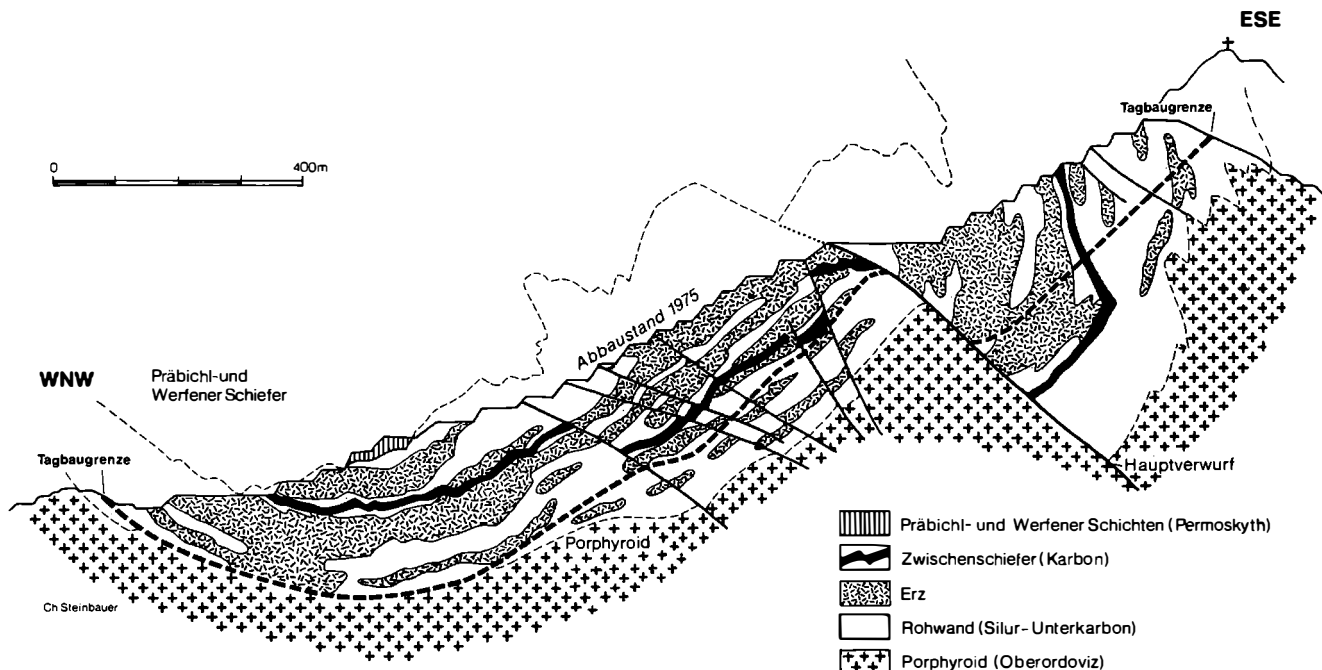 ESE
Tagbaugrenze
0 400m
Abbaustand 1975
WNW
Präbichl-und
Werfener Schiefer
Tagbaugrenze
Hauptverwurf
Porphyroid
Ch Steinbauer
Präbichl- und Werfener Schichten (Permoskyth)
Zwischenschiefer (Karbon)
Erz
Rohwand (Silur-Unterkarbon)
Porphyroid (Oberordoviz)